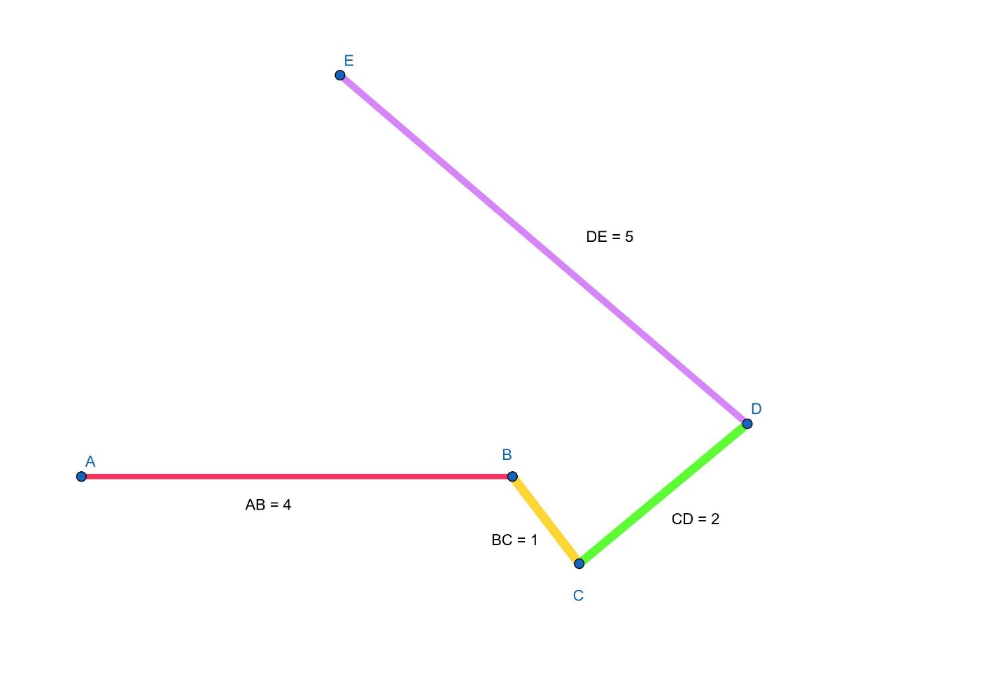 E
DE = 5
D
B
A
AB = 4
CD = 2
BC = 1
C